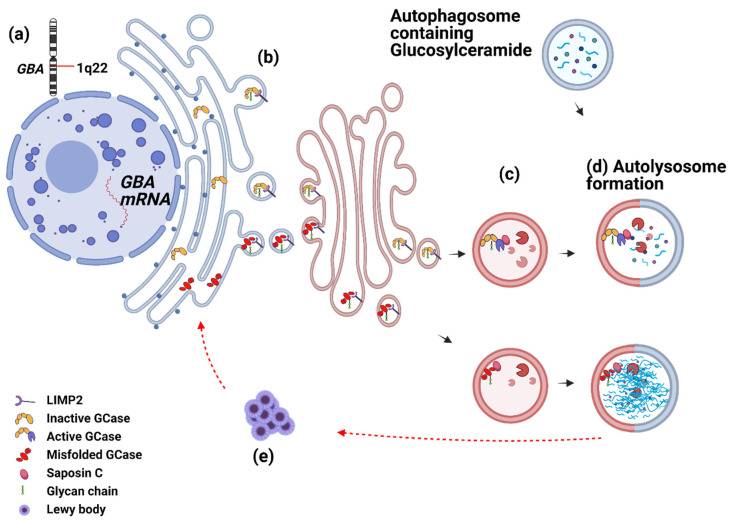 (a)
GBA
1q22
(b)
Autophagosome
containing
Glucosylceramide
GBA
mRNA
(c)
(d) Autolysosome
formation
(e)
LIMP2
Inactive GCase
Active GCase
Misfolded GCase
Saposin C
Glycan chain
Lewy body